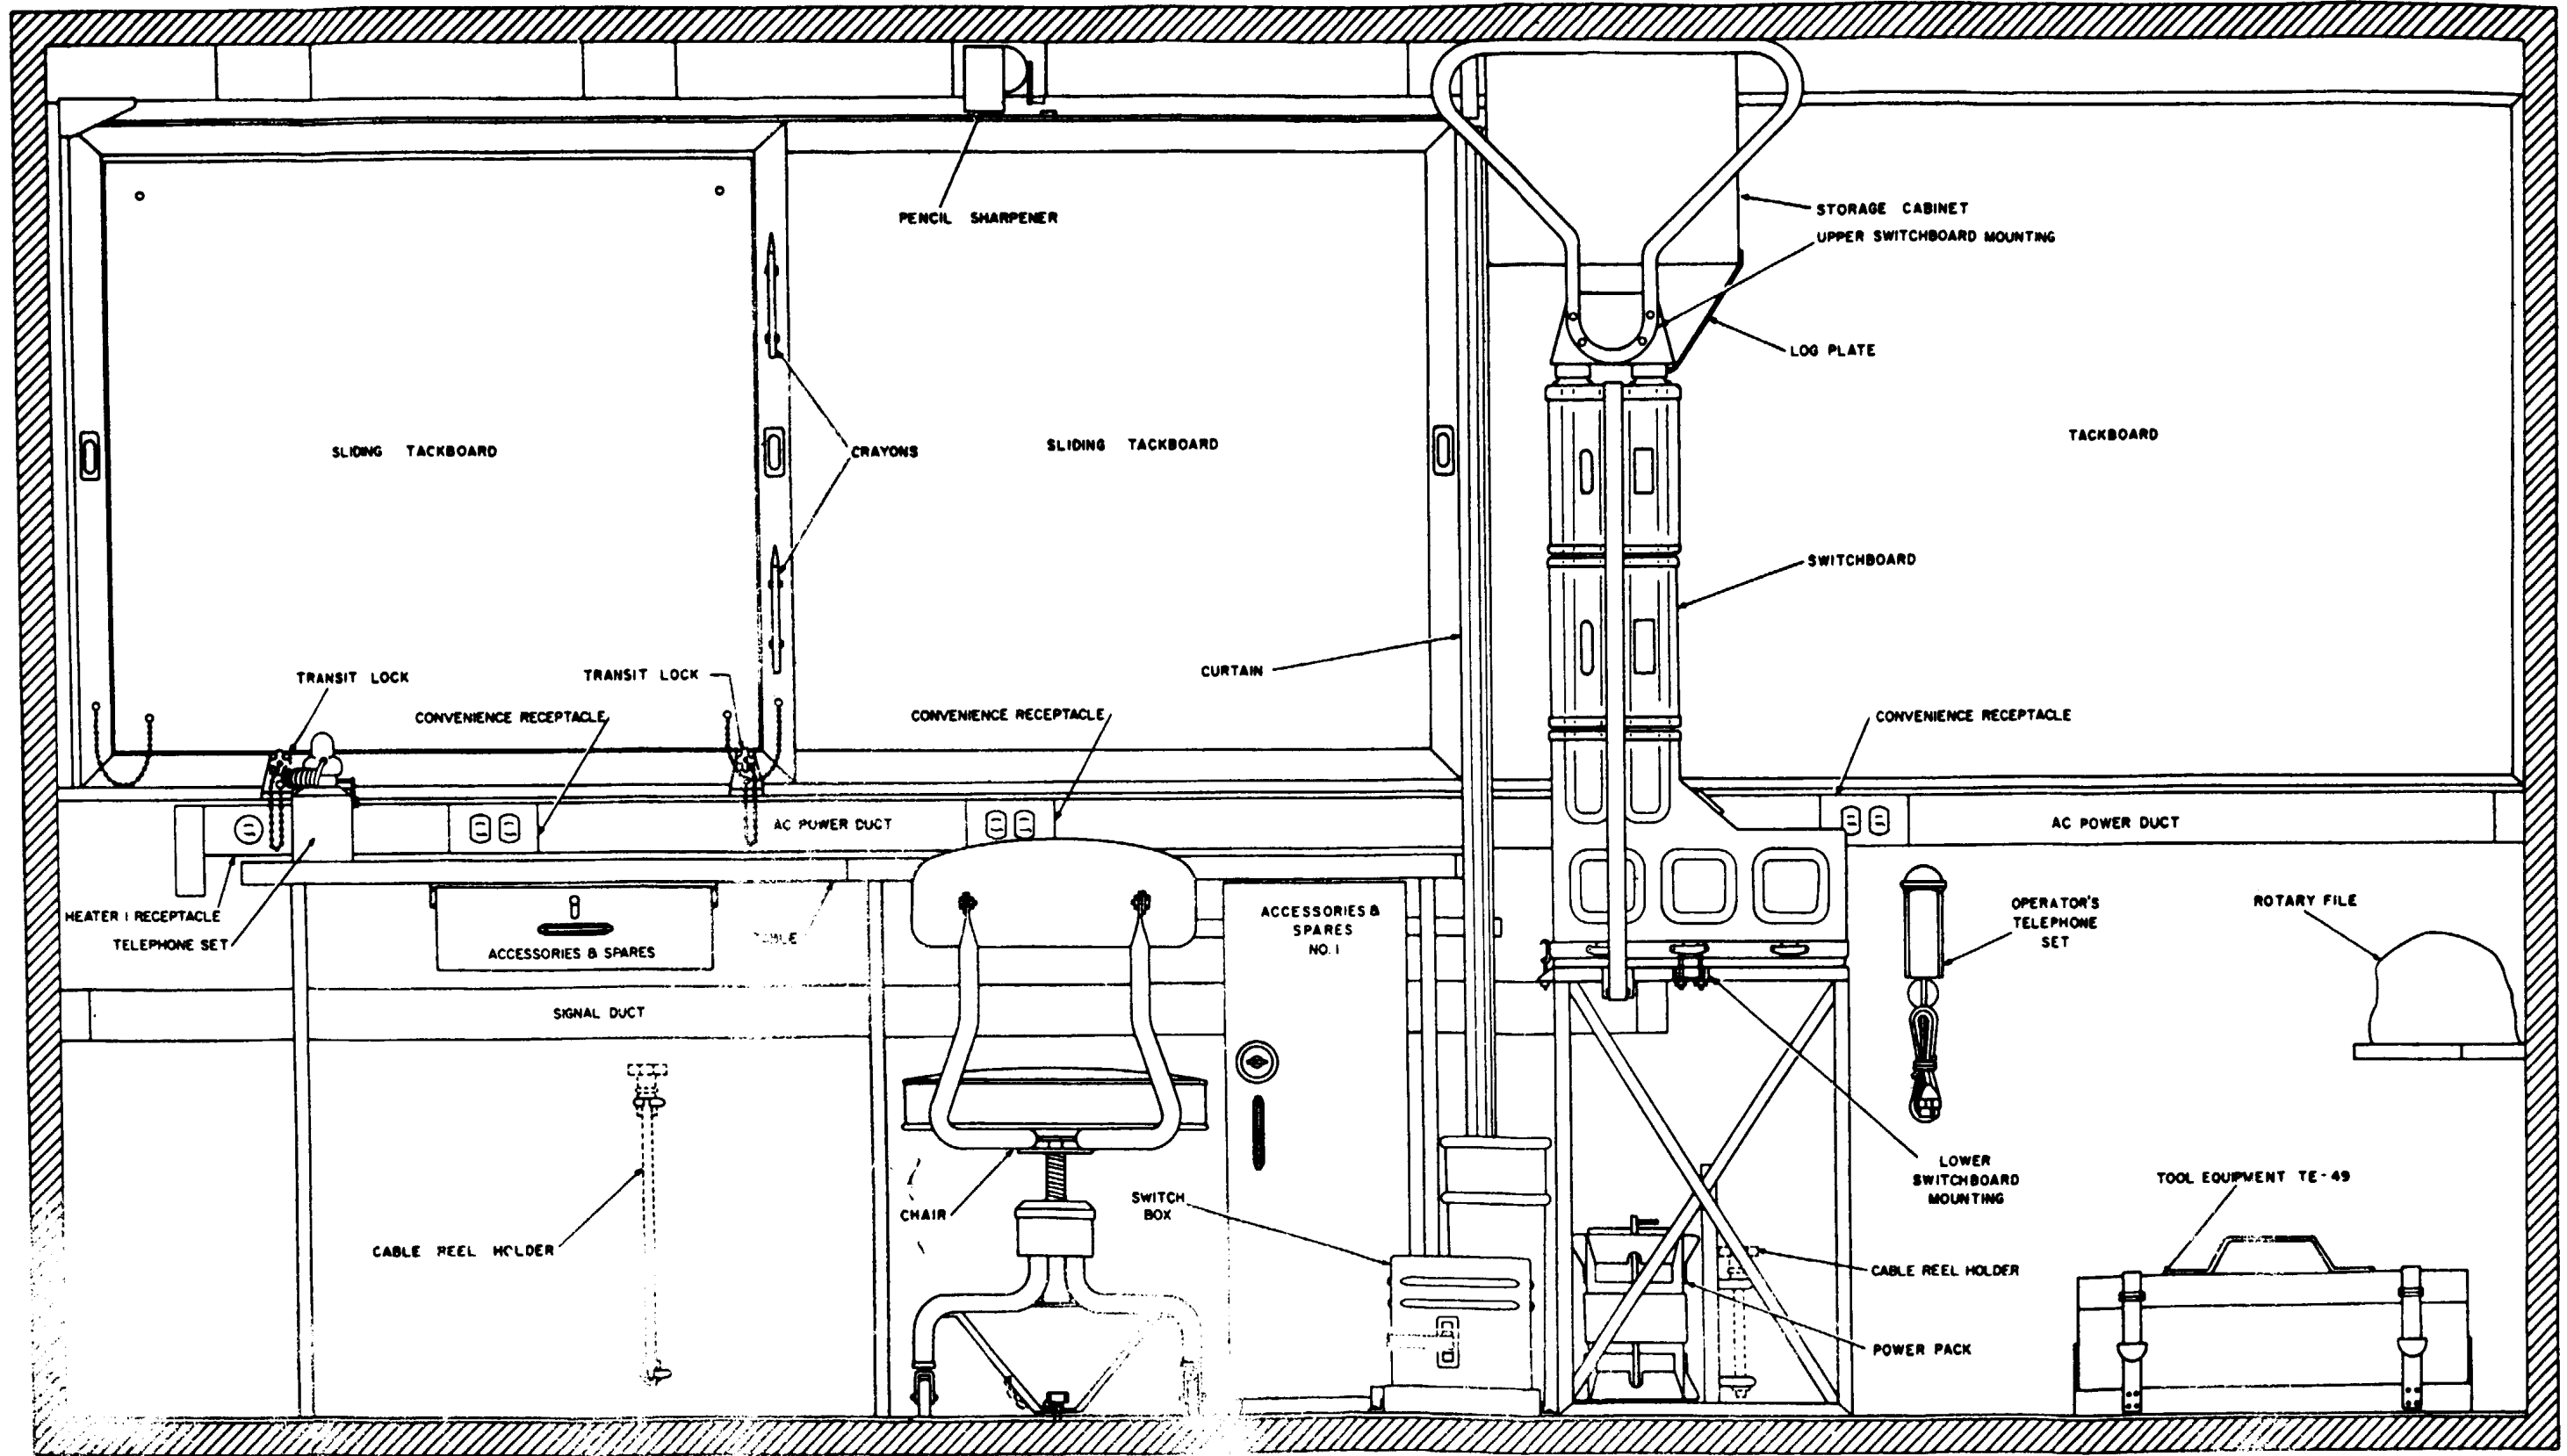 PENCIL SHARPENER
STORAGE CABINET
UPPER SWITCHBOARD MOUNTING
LOG PLATE
SLIDING TACKBOARD
CRAYONS
SLIDING TACKBOARD
TACKBOARD
SWITCHBOARD
TRANSIT LOCK
TRANSIT LOCK
CURTAIN
CONVENIENCE RECEPTACLE
CONVENIENCE RECEPTACLE
CONVENIENCE RECEPTACLE
AC POWER DUCT
AC POWER DUCT
HEATER 1 RECEPTACLE
TELEPHONE SET
ACCESSORIES & SPARES
ACCESSORIES &
SPARES
NO. 1
OPERATOR'S
TELEPHONE
SET
ROTARY FILE
SIGNAL DUCT
CABLE REEL HOLDER
CHAIR
SWITCH
BOX
LOWER
SWITCHBOARD
MOUNTING
TOOL EQUIPMENT TE-49
CABLE REEL HOLDER
POWER PACK